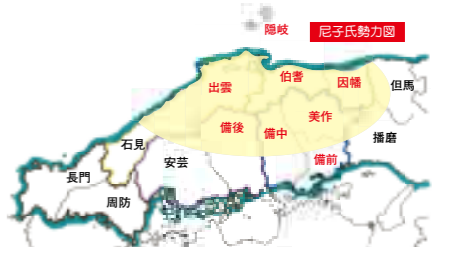 隠岐
尼子氏勢力図
出雲
伯耆
因幡
但馬
備後
備中
美作
播磨
石見
安芸
備前
長門
周防